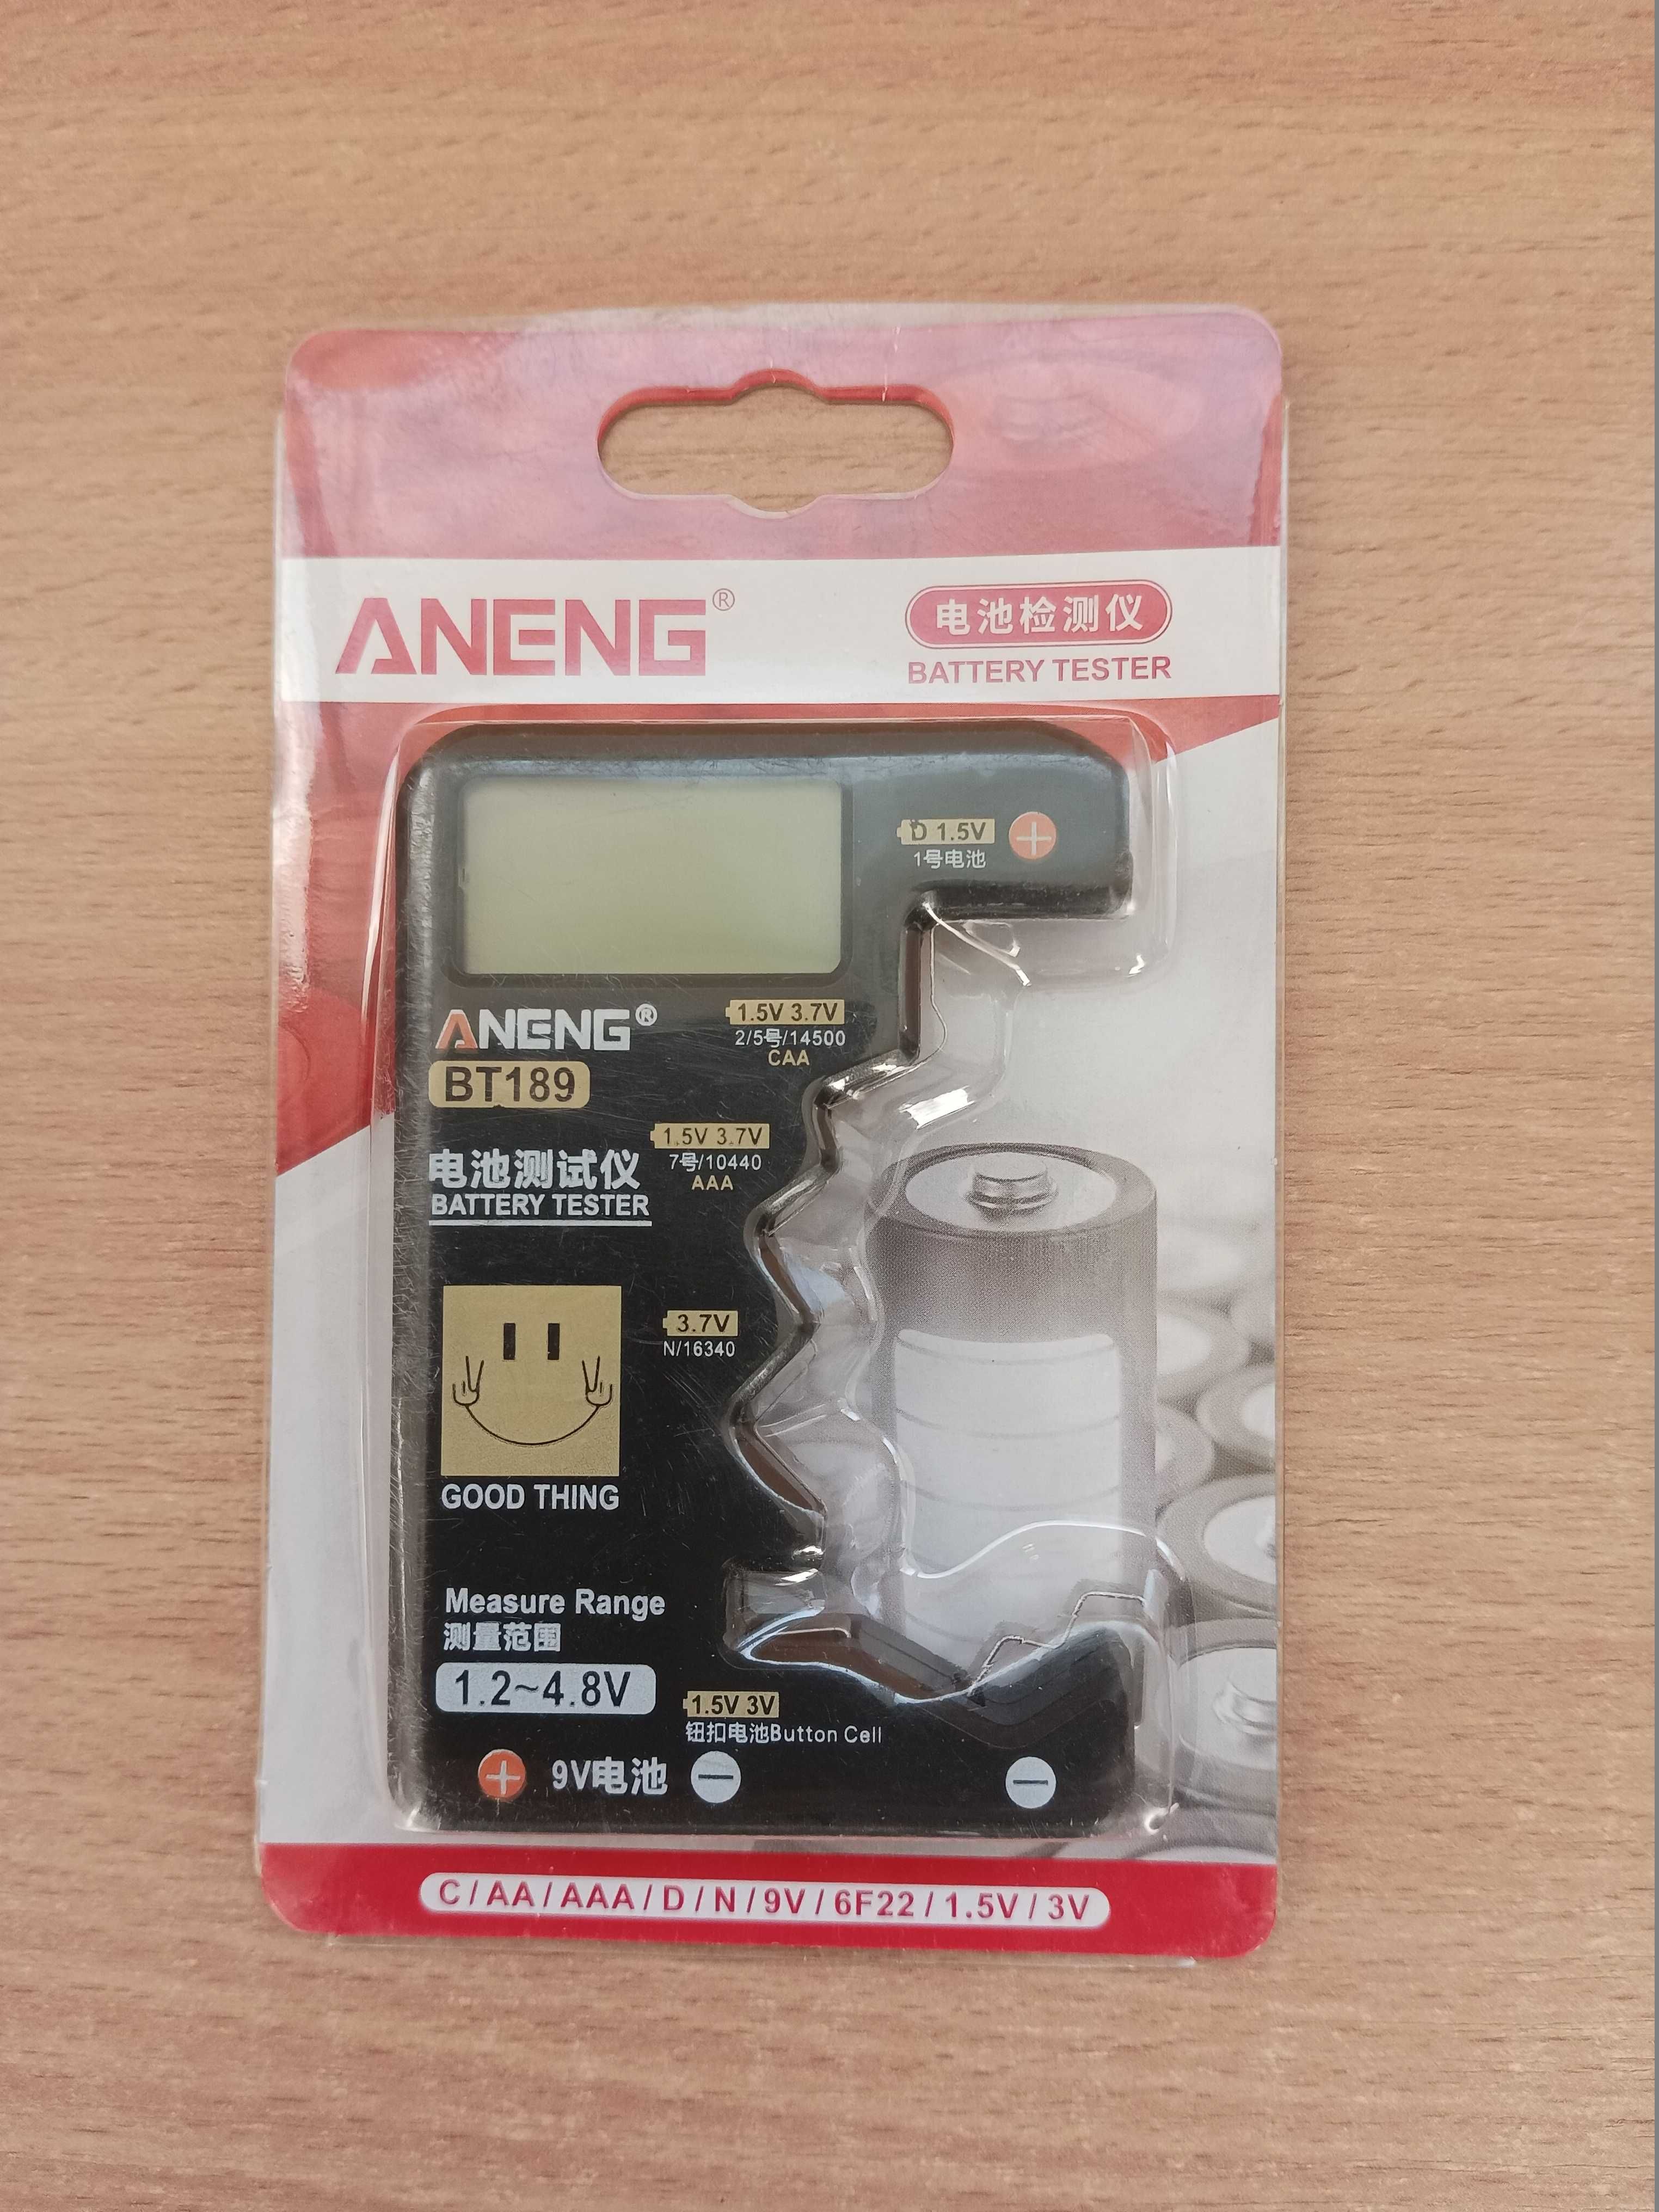 ANENG®
电池检测仪
BATTERY TESTER
D 1.5V
1号电池
ANENG®
BT189
1.5V 3.7V
2/5号/14500
CAA
1.5V 3.7V
7号/10440
AAA
电池测试仪
BATTERY TESTER
3.7V
N/16340
GOOD THING
Measure Range
测量范围
1.2~4.8V
1.5V 3V
钮扣电池Button Cell
9V电池
C/AA/AAA/D/N/9V/6F22/1.5V/3V